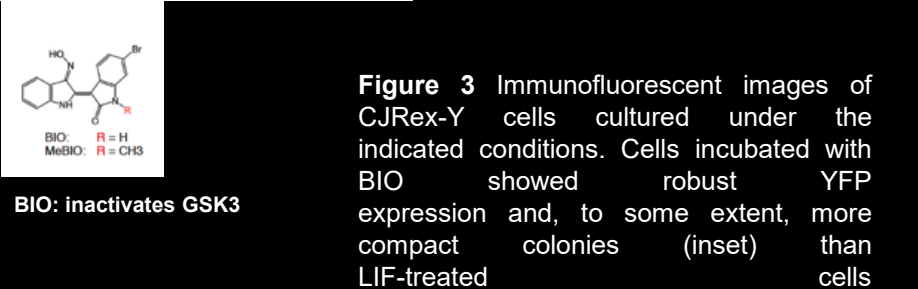 HO
N
Br
NH
N
R
O
BIO: R = H
MeBIO: R = CH3
BIO: inactivates GSK3
Figure 3 Immunofluorescent images of
CJRex-Y cells cultured under the
indicated conditions. Cells incubated with
BIO showed robust YFP
expression and, to some extent, more
compact colonies (inset) than
LIF-treated cells